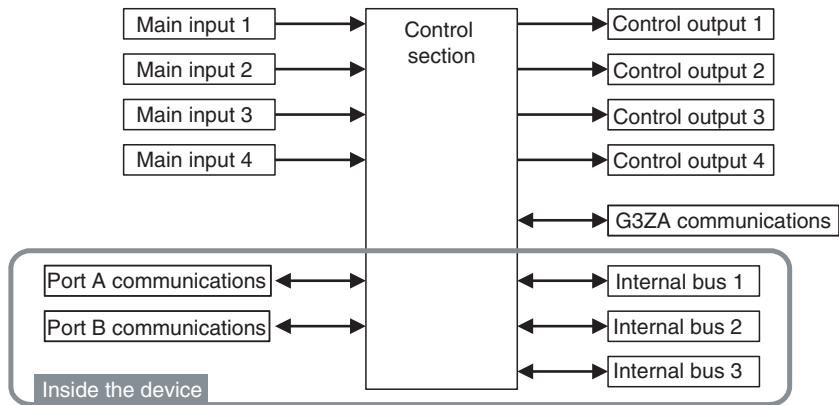 Main input 1
Main input 2
Main input 3
Main input 4
Control
section
Control output 1
Control output 2
Control output 3
Control output 4
G3ZA communications
Port A communications
Port B communications
Internal bus 1
Internal bus 2
Internal bus 3
Inside the device